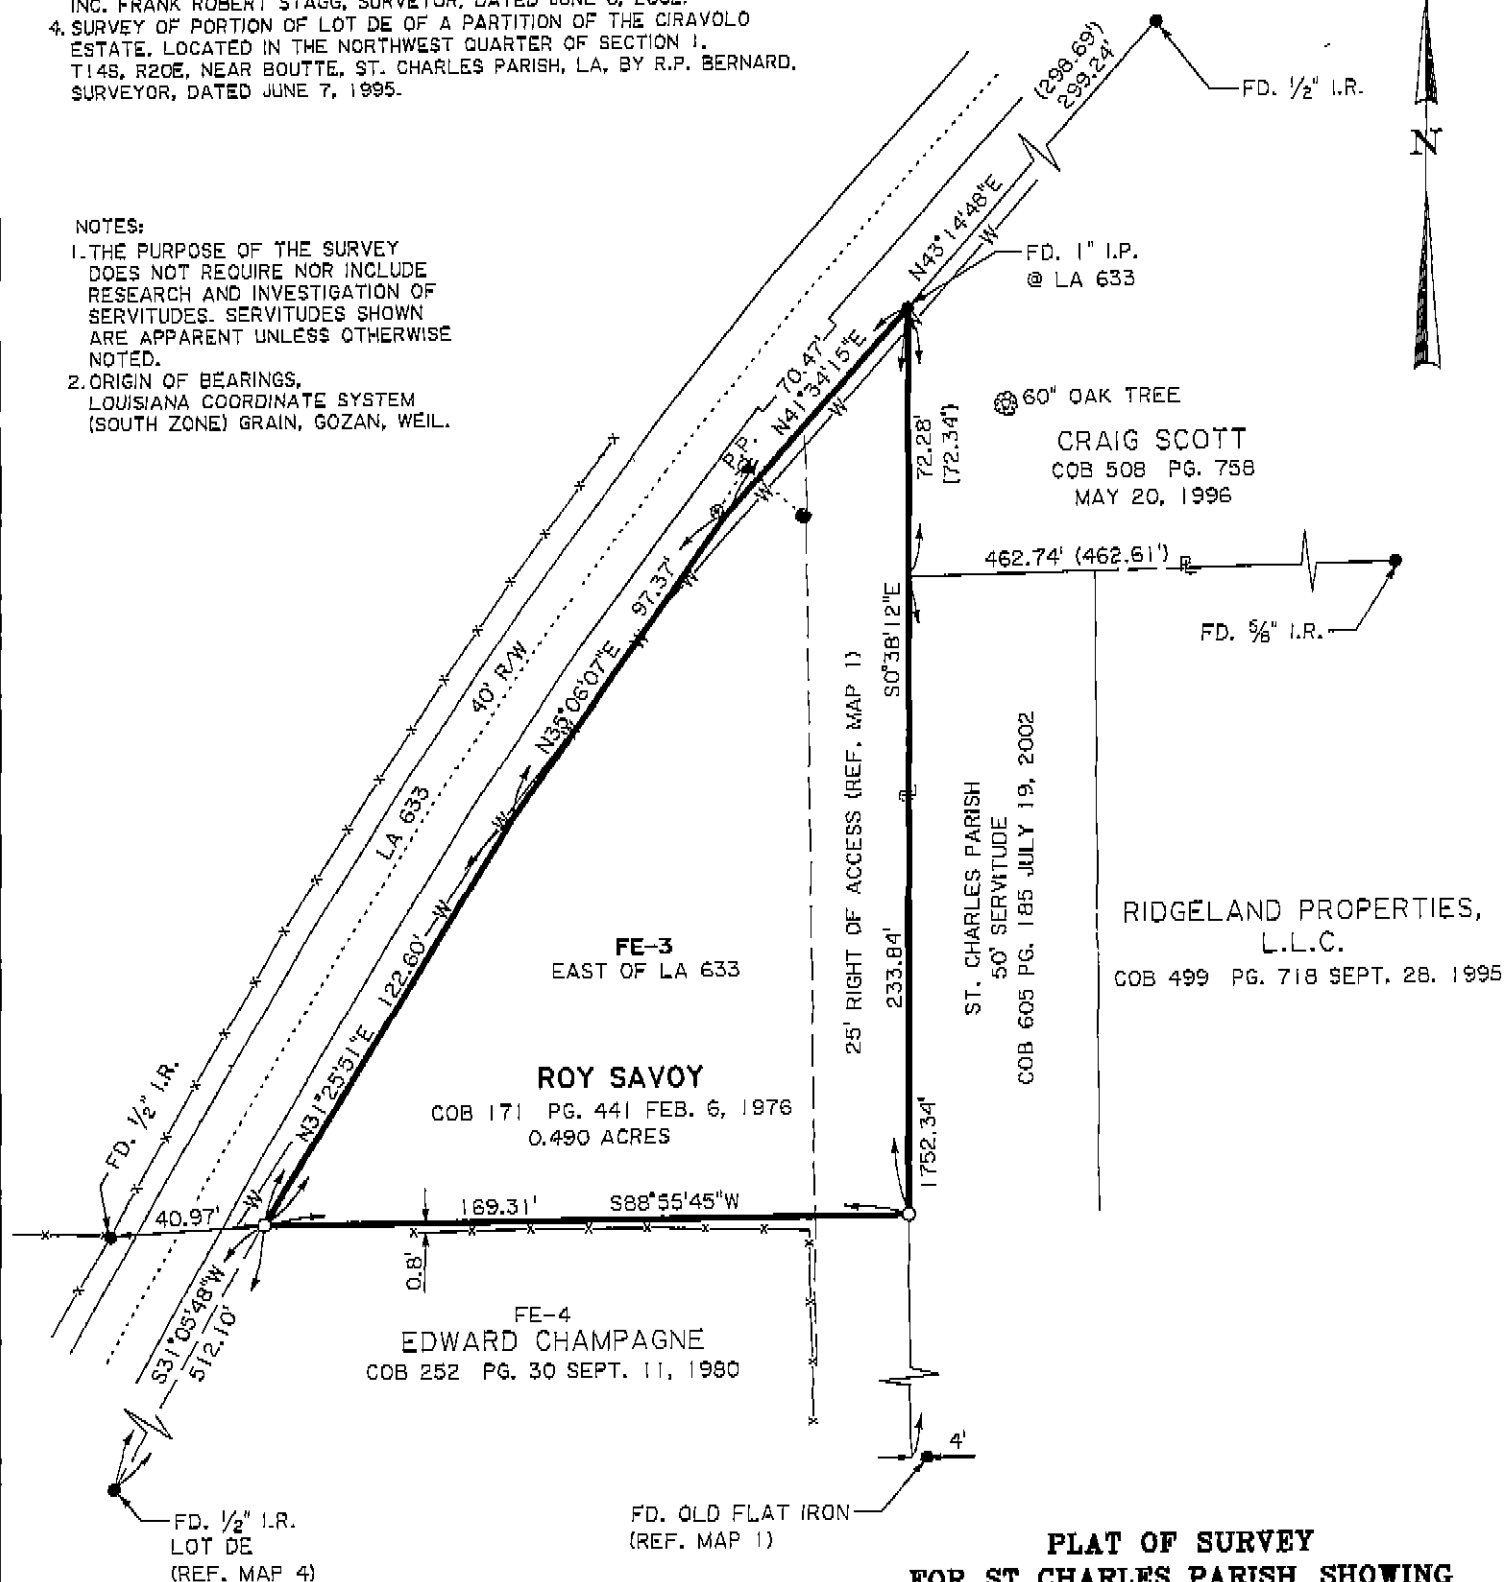 INC. FRANK ROBERT STAGG, SURVEYOR, DATED JUNE 6, 2002.
4. SURVEY OF PORTION OF LOT DE OF A PARTITION OF THE CIRAVOLO
ESTATE. LOCATED IN THE NORTHWEST QUARTER OF SECTION 1.
T14S, R20E, NEAR BOUTTE, ST. CHARLES PARISH, LA, BY R.P. BERNARD.
SURVEYOR, DATED JUNE 7, 1995.
(298.69')
299.24'
FD. 1/2" I.R.
N
NOTES:
1. THE PURPOSE OF THE SURVEY
DOES NOT REQUIRE NOR INCLUDE
RESEARCH AND INVESTIGATION OF
SERVITUDES. SERVITUDES SHOWN
ARE APPARENT UNLESS OTHERWISE
NOTED.
2. ORIGIN OF BEARINGS,
LOUISIANA COORDINATE SYSTEM
(SOUTH ZONE) GRAIN, GOZAN, WEIL.
N43°14'48"E
W
FD. 1" I.P.
@ LA 633
70.47'
N41°34'15"E
W
60" OAK TREE
CRAIG SCOTT
COB 508 PG. 758
MAY 20, 1996
72.28'
(72.34')
P.P.
W
462.74' (462.61')
FD. 5/8" I.R.
97.37'
N35°06'07"E
W
W
W
S0°38'12"E
40' R/W
LA 633
25' RIGHT OF ACCESS (REF. MAP 1)
233.84'
ST. CHARLES PARISH
50' SERVITUDE
COB 605 PG. 185 JULY 19, 2002
RIDGELAND PROPERTIES,
L.L.C.
COB 499 PG. 718 SEPT. 28. 1995
W
W
122.60'
N31°25'51"E
FE-3
EAST OF LA 633
ROY SAVOY
COB 171 PG. 441 FEB. 6, 1976
0.490 ACRES
1752.34'
FD. 1/2" I.R.
W
40.97'
169.31'
S88°55'45"W
0.8'
S31°05'48"W
512.10'
FE-4
EDWARD CHAMPAGNE
COB 252 PG. 30 SEPT. 11, 1980
4'
FD. 1/2" I.R.
LOT DE
(REF. MAP 4)
FD. OLD FLAT IRON
(REF. MAP 1)
PLAT OF SURVEY
FOR ST CHARLES PARISH SHOWING